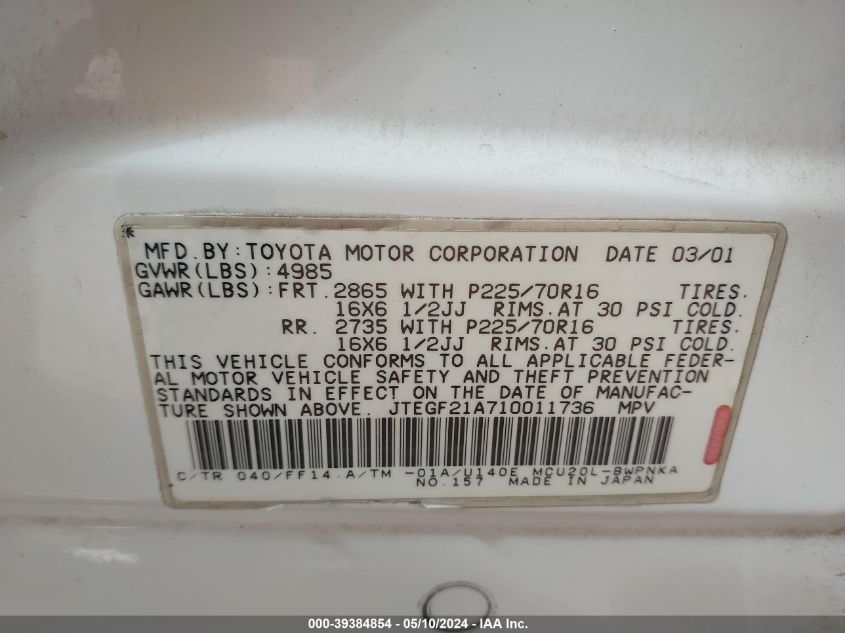 MFD.BY:TOYOTA MOTOR CORPORATION DATE 03/01
GVWR(LBS):4985
GAWR(LBS):FRT.2865 WITH P225/70R16 TIRES.
16X6 1/2JJ RIMS.AT 30 PSI COLD.
RR. 2735 WITH P225/70R16 TIRES.
16X6 1/2JJ RIMS.AT 30 PSI COLD.
THIS VEHICLE CONFORMS TO ALL APPLICABLE FEDER-
AL MOTOR VEHICLE SAFETY AND THEFT PREVENTION
STANDARDS IN EFFECT ON THE DATE OF MANUFAC-
TURE SHOWN ABOVE. JTEGF21A710011736 MPV
C/TR 040/FF14.A/TM -01A/U140E MCU20L-BWPNKA
NO.157 MADE IN JAPAN
000-39384854 - 05/10/2024 - IAA Inc.